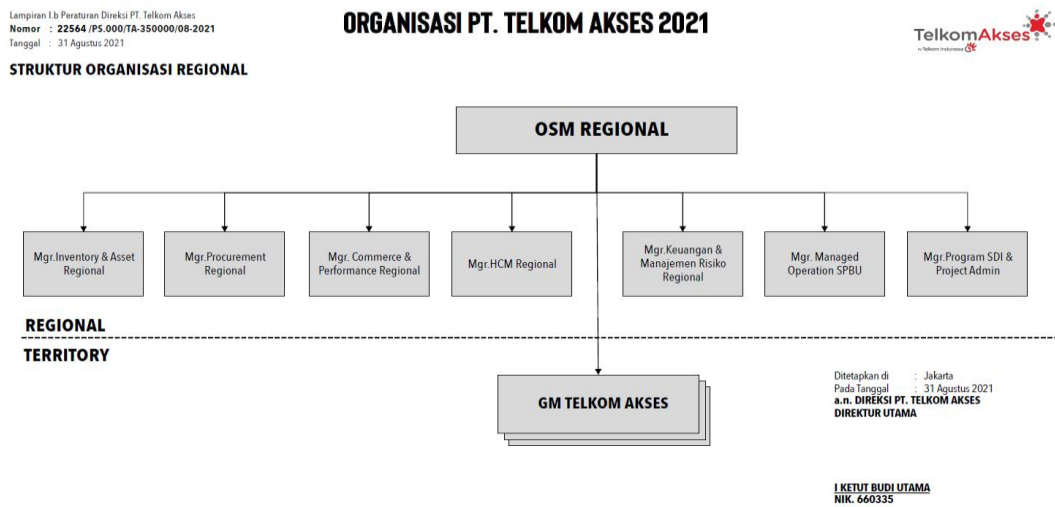 Lampiran I.b Peraturan Direksi PT. Telkom Akses
Nomor : 22564 /PS.000/TA-350000/08-2021
Tanggal : 31 Agustus 2021
ORGANISASI PT. TELKOM AKSES 2021
TelkomAkses
by Telkom Indonesia
STRUKTUR ORGANISASI REGIONAL
OSM REGIONAL
Mgr.Inventory & Asset
Regional
Mgr.Procurement
Regional
Mgr. Commerce &
Performance Regional
Mgr.HCM Regional
Mgr.Keuangan &
Manajemen Risiko
Regional
Mgr. Managed
Operation SPBU
Mgr.Program SDI &
Project Admin
REGIONAL
TERRITORY
GM TELKOM AKSES
Ditetapkan di : Jakarta
Pada Tanggal : 31 Agustus 2021
a.n. DIREKSI PT. TELKOM AKSES
DIREKTUR UTAMA
I KETUT BUDI UTAMA
NIK. 660335